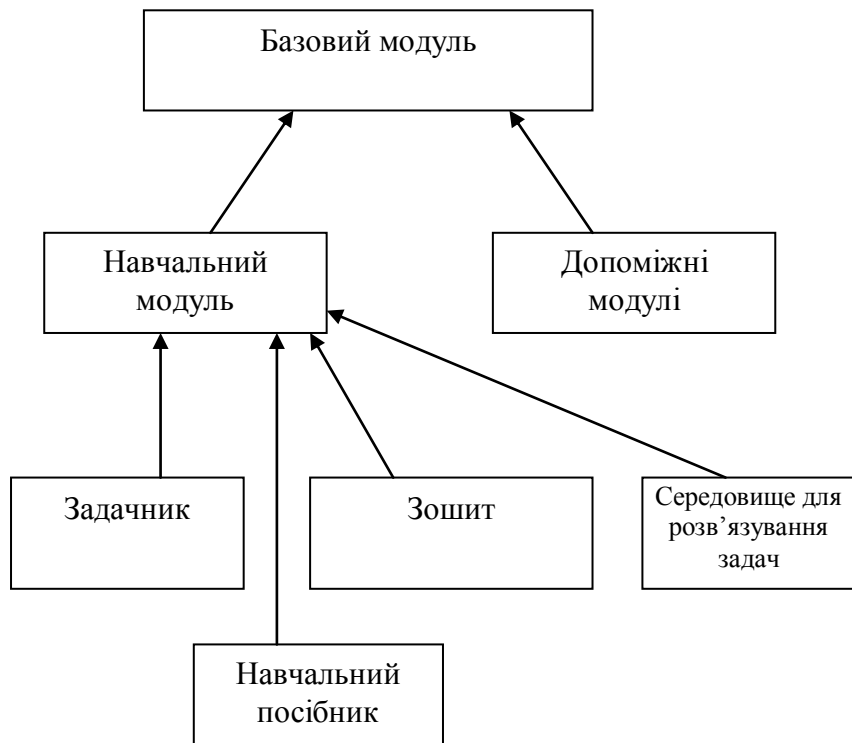 Базовий модуль
Навчальний
модуль
Допоміжні
модулі
Задачник
Зошит
Середовище для
розв’язування
задач
Навчальний
посібник